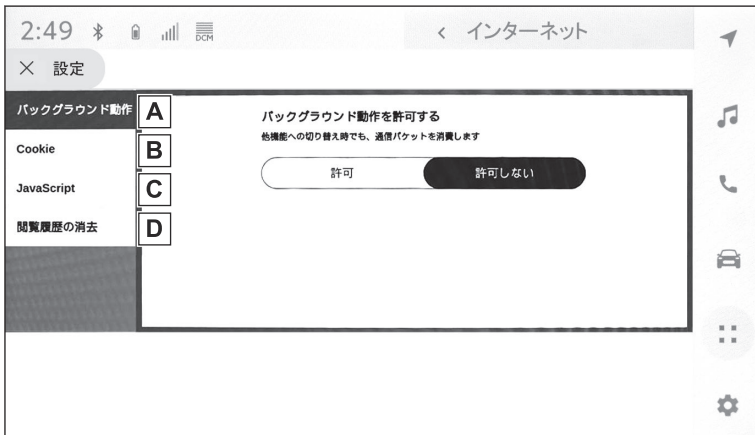 2:49 DCM < インターネット
× 設定
バックグラウンド動作 A
Cookie B
JavaScript C
閲覧履歴の消去 D
バックグラウンド動作を許可する
他機能への切り替え時でも、通信パケットを消費します
許可 許可しない